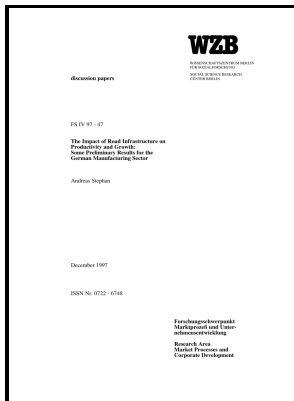 WZB
WISSENSCHAFTSZENTRUM BERLIN
FÜR SOZIALFORSCHUNG
SOCIAL SCIENCE RESEARCH
CENTER BERLIN
discussion papers
FS IV 97 - 47
The Impact of Road Infrastructure on
Productivity and Growth:
Some Preliminary Results for the
German Manufacturing Sector
Andreas Stephan
December 1997
ISSN Nr. 0722 - 6748
Forschungsschwerpunkt
Marktprozeß und Unter-
nehmensentwicklung
Research Area
Market Processes and
Corporate Development